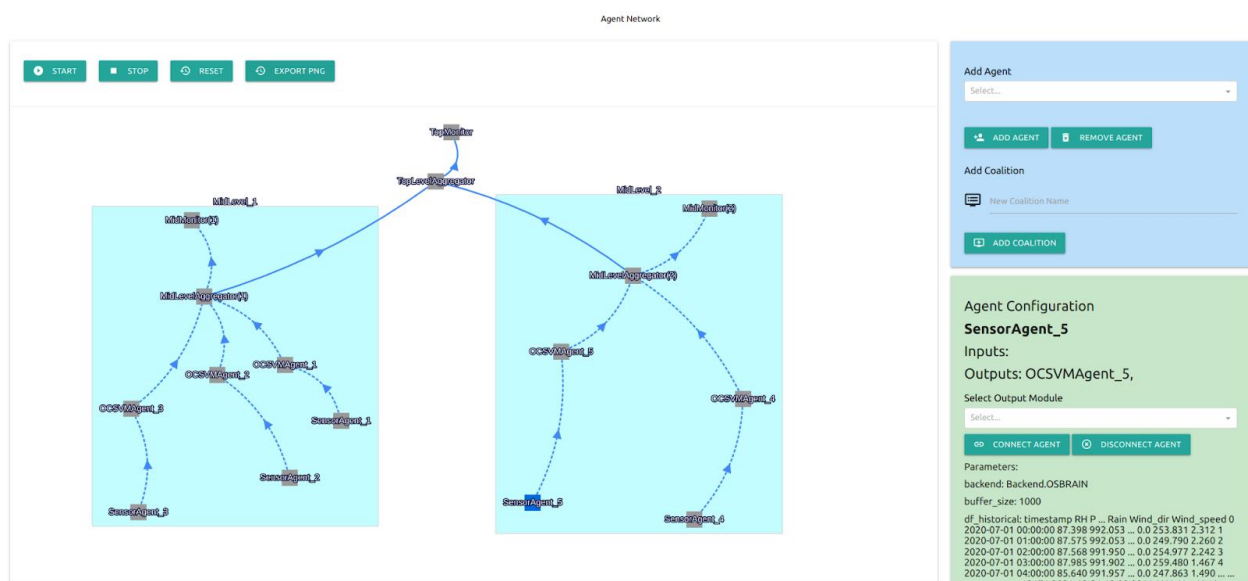 Agent Network
START
STOP
RESET
EXPORT PNG
TopMonitor
TopLevelAggregator
MidLevel_1
MidMonitor(1)
MidLevelAggregator(1)
OCSVMAgent_1
OCSVMAgent_2
OCSVMAgent_3
SensorAgent_1
SensorAgent_2
SensorAgent_3
MidLevel_2
MidMonitor(2)
MidLevelAggregator(2)
OCSVMAgent_5
OCSVMAgent_4
SensorAgent_5
SensorAgent_4
Add Agent
Select...
ADD AGENT
REMOVE AGENT
Add Coalition
New Coalition Name
ADD COALITION
Agent Configuration
SensorAgent_5
Inputs:
Outputs: OCSVMAgent_5,
Select Output Module
Select...
CONNECT AGENT
DISCONNECT AGENT
Parameters:
backend: Backend.OSBRAIN
buffer_size: 1000
df_historical: timestamp RH P ... Rain Wind_dir Wind_speed 0
2020-07-01 00:00:00 87.398 992.053 ... 0.0 253.831 2.312 1
2020-07-01 01:00:00 87.575 992.053 ... 0.0 249.790 2.260 2
2020-07-01 02:00:00 87.568 991.950 ... 0.0 254.977 2.242 3
2020-07-01 03:00:00 87.985 991.902 ... 0.0 259.480 1.467 4
2020-07-01 04:00:00 85.640 991.957 ... 0.0 247.863 1.490 ... ...